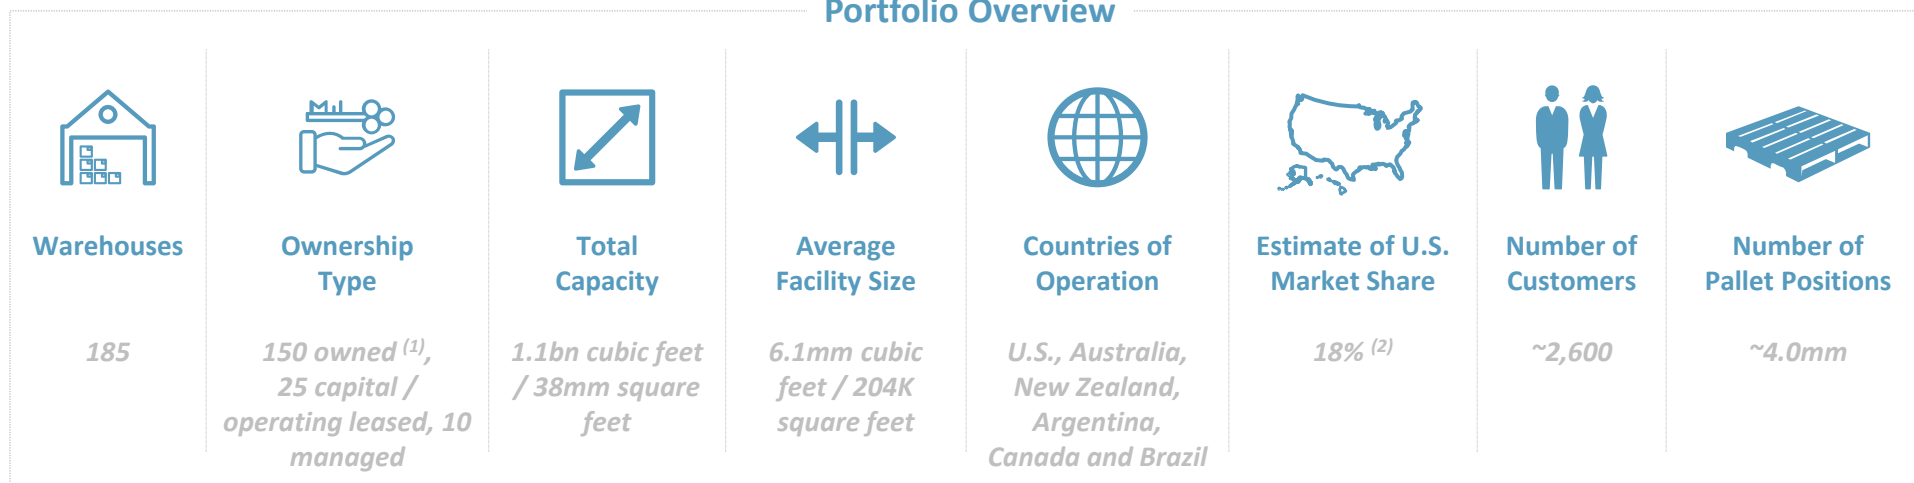 Portfolio Overview
Warehouses
185
Ownership
Type
150 owned (1),
25 capital /
operating leased, 10
managed
Total
Capacity
1.1bn cubic feet
/ 38mm square
feet
Average
Facility Size
6.1mm cubic
feet / 204K
square feet
Countries of
Operation
U.S., Australia,
New Zealand,
Argentina,
Canada and Brazil
Estimate of U.S.
Market Share
18% (2)
Number of
Customers
~2,600
Number of
Pallet Positions
~4.0mm